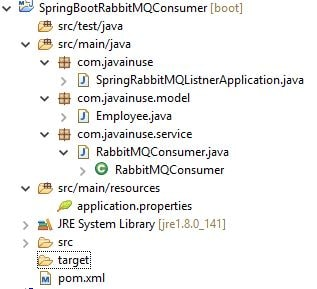 SpringBootRabbitMQConsumer [boot]
src/test/java
src/main/java
com.javainuse
SpringRabbitMQListnerApplication.java
com.javainuse.model
Employee.java
com.javainuse.service
RabbitMQConsumer.java
RabbitMQConsumer
src/main/resources
application.properties
JRE System Library [jre1.8.0_141]
src
target
pom.xml